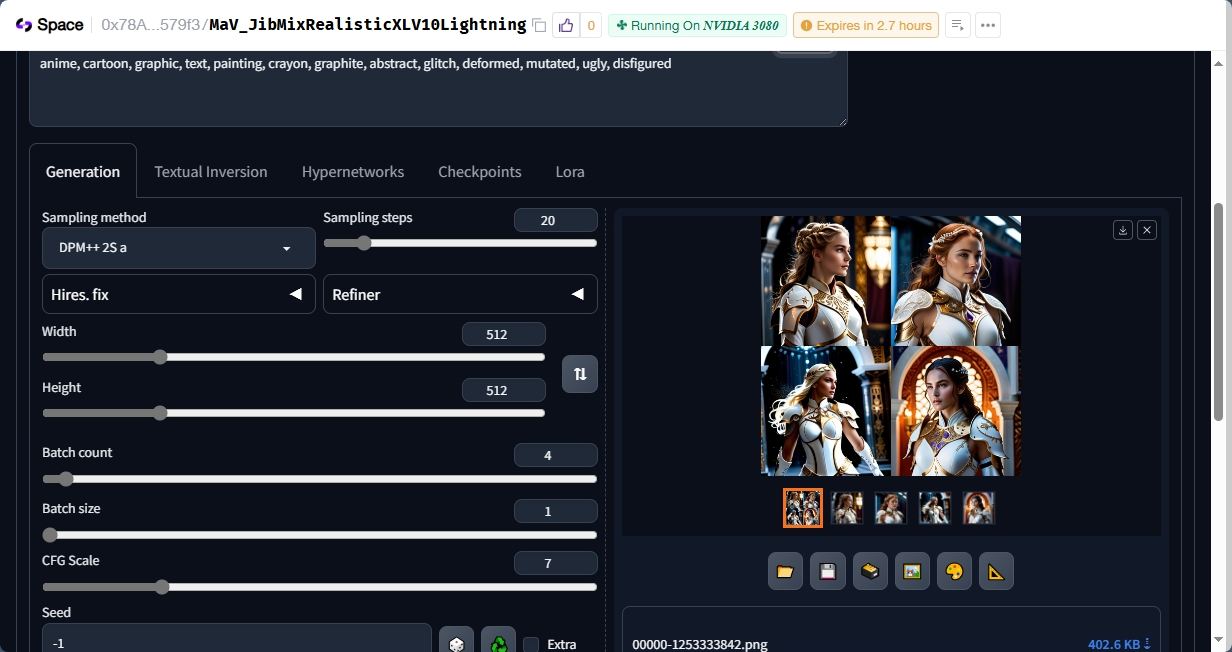 Space 0x78A...579f3/MaV_JibMixRealisticXLV10Lightning 0 Running On NVIDIA 3080 Expires in 2.7 hours
anime, cartoon, graphic, text, painting, crayon, graphite, abstract, glitch, deformed, mutated, ugly, disfigured
Generation Textual Inversion Hypernetworks Checkpoints Lora
Sampling method
DPM++ 2S a
Sampling steps 20
Hires. fix
Refiner
Width 512
Height 512
Batch count 4
Batch size 1
CFG Scale 7
Seed
-1
Extra
00000-1253333842.png 402.6 KB